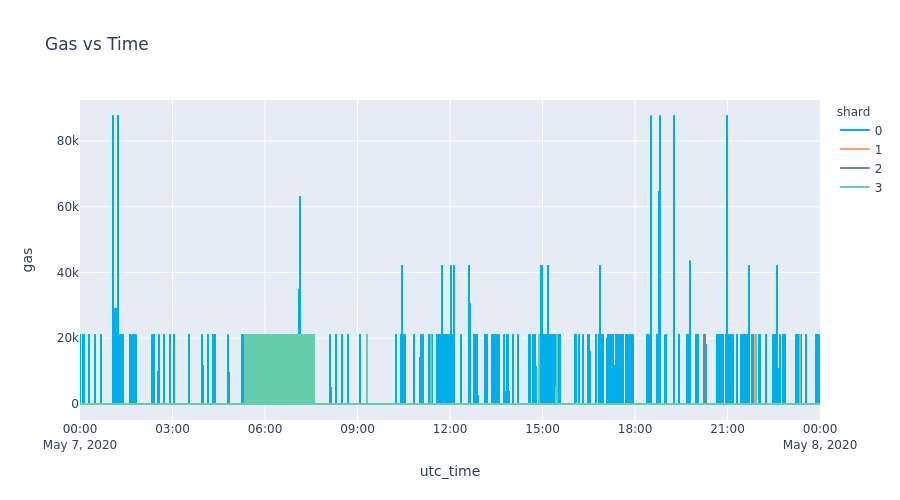 Gas vs Time
shard
0
1
2
3
80k
60k
40k
20k
0
gas
00:00
May 7, 2020
03:00
06:00
09:00
12:00
15:00
18:00
21:00
00:00
May 8, 2020
utc_time